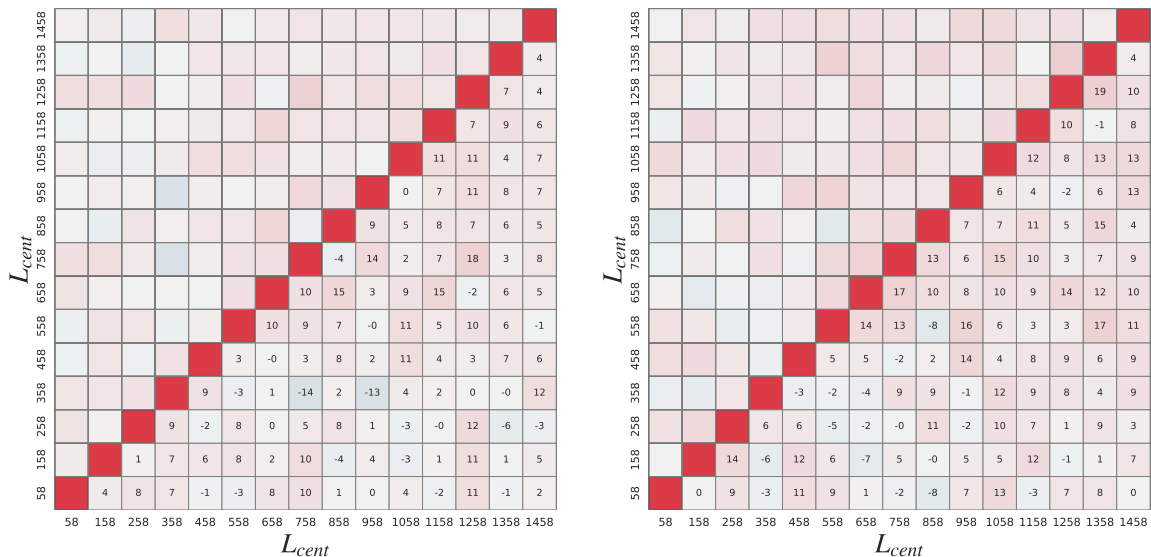 1458
1358 4
1258 7 4
1158 7 9 6
1058 11 11 4 7
958 0 7 11 8 7
858 9 5 8 7 6 5
L_cent
758 -4 14 2 7 18 3 8
658 10 15 3 9 15 -2 6 5
558 10 9 7 -0 11 5 10 6 -1
458 3 -0 3 8 2 11 4 3 7 6
358 9 -3 1 -14 2 -13 4 2 0 -0 12
258 9 -2 8 0 5 8 1 -3 -0 12 -6 -3
158 1 7 6 8 2 10 -4 4 -3 1 11 1 5
58 4 8 7 -1 -3 8 10 1 0 4 -2 11 -1 2
58 158 258 358 458 558 658 758 858 958 1058 1158 1258 1358 1458
L_cent
1458
1358 4
1258 19 10
1158 10 -1 8
1058 12 8 13 13
958 6 4 -2 6 13
858 7 7 11 5 15 4
L_cent
758 13 6 15 10 3 7 9
658 17 10 8 10 9 14 12 10
558 14 13 -8 16 6 3 3 17 11
458 5 5 -2 2 14 4 8 9 6 9
358 -3 -2 -4 9 9 -1 12 9 8 4 9
258 6 6 -5 -2 -0 11 -2 10 7 1 9 3
158 14 -6 12 6 -7 5 -0 5 5 12 -1 1 7
58 0 9 -3 11 9 1 -2 -8 7 13 -3 7 8 0
58 158 258 358 458 558 658 758 858 958 1058 1158 1258 1358 1458
L_cent